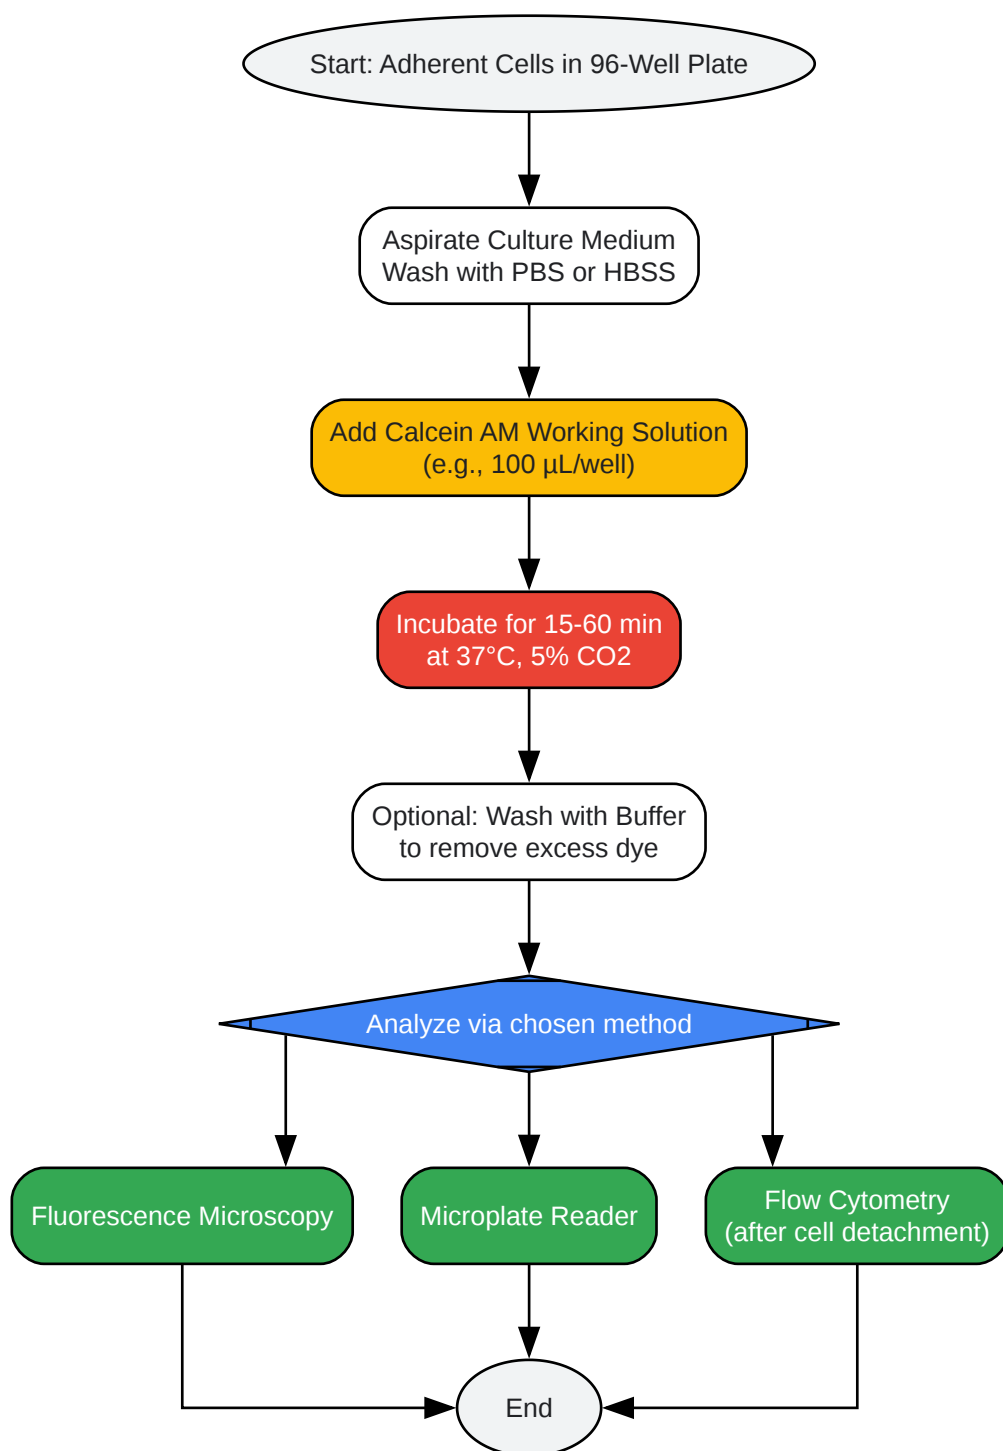 Start: Adherent Cells in 96-Well Plate
Aspirate Culture Medium
Wash with PBS or HBSS
Add Calcein AM Working Solution
(e.g., 100 µL/well)
Incubate for 15-60 min
at 37°C, 5% CO2
Optional: Wash with Buffer
to remove excess dye
Analyze via chosen method
Fluorescence Microscopy
Microplate Reader
Flow Cytometry
(after cell detachment)
End